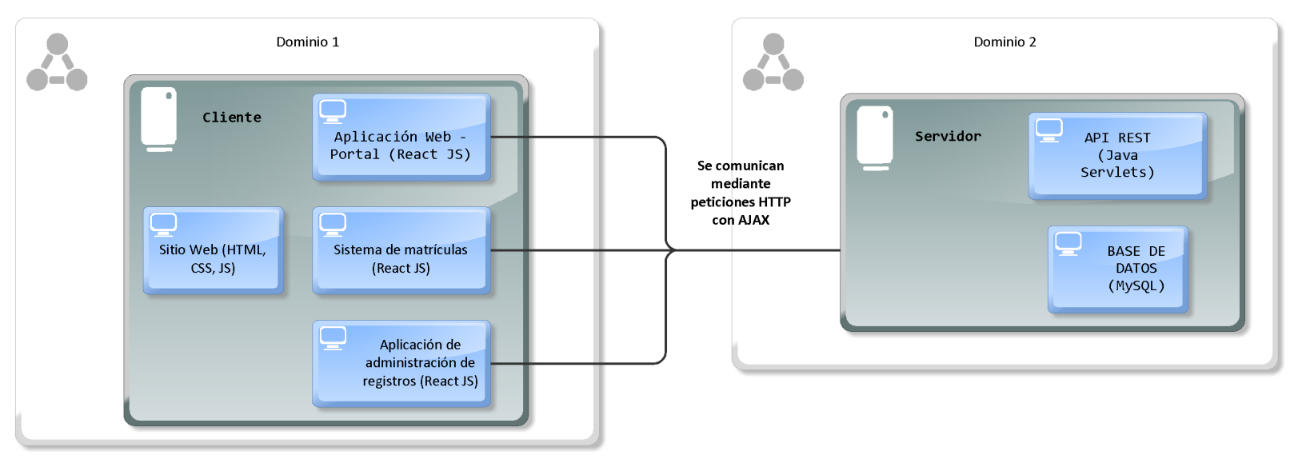 Dominio 1
Cliente
Aplicación Web -
Portal (React JS)
Sitio Web (HTML,
CSS, JS)
Sistema de matrículas
(React JS)
Aplicación de
administración de
registros (React JS)
Se comunican
mediante
peticiones HTTP
con AJAX
Dominio 2
Servidor
API REST
(Java
Servlets)
BASE DE
DATOS
(MySQL)